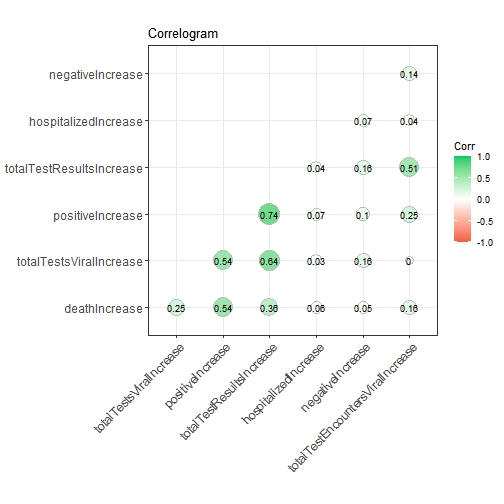 Correlogram
negativeIncrease
0.14
hospitalizedIncrease
0.07 0.04
totalTestResultsIncrease
0.04 0.16 0.51
positiveIncrease
0.74 0.07 0.1 0.25
totalTestsViralIncrease
0.54 0.64 0.03 0.16 0
deathIncrease
0.25 0.54 0.36 0.06 0.05 0.16
totalTestsViralIncrease
positiveIncrease
totalTestResultsIncrease
hospitalizedIncrease
negativeIncrease
totalTestEncountersViralIncrease
Corr
1.0
0.5
0.0
-0.5
-1.0